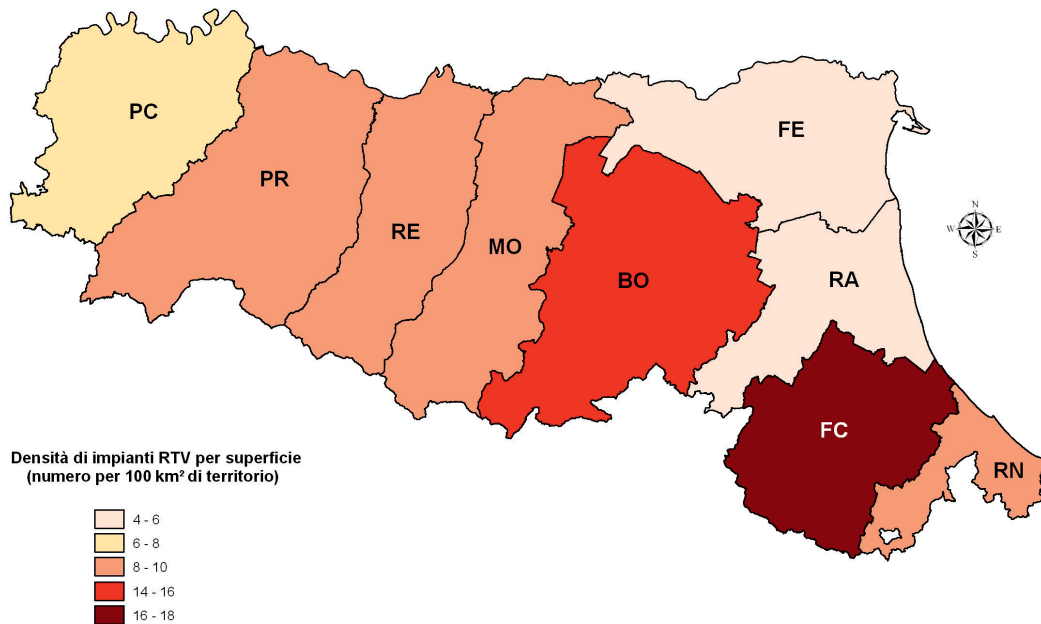 PC
FE
PR
RE
MO
BO
RA
FC
RN
N
W
E
S
Densità di impianti RTV per superficie
(numero per 100 km² di territorio)
4 - 6
6 - 8
8 - 10
14 - 16
16 - 18